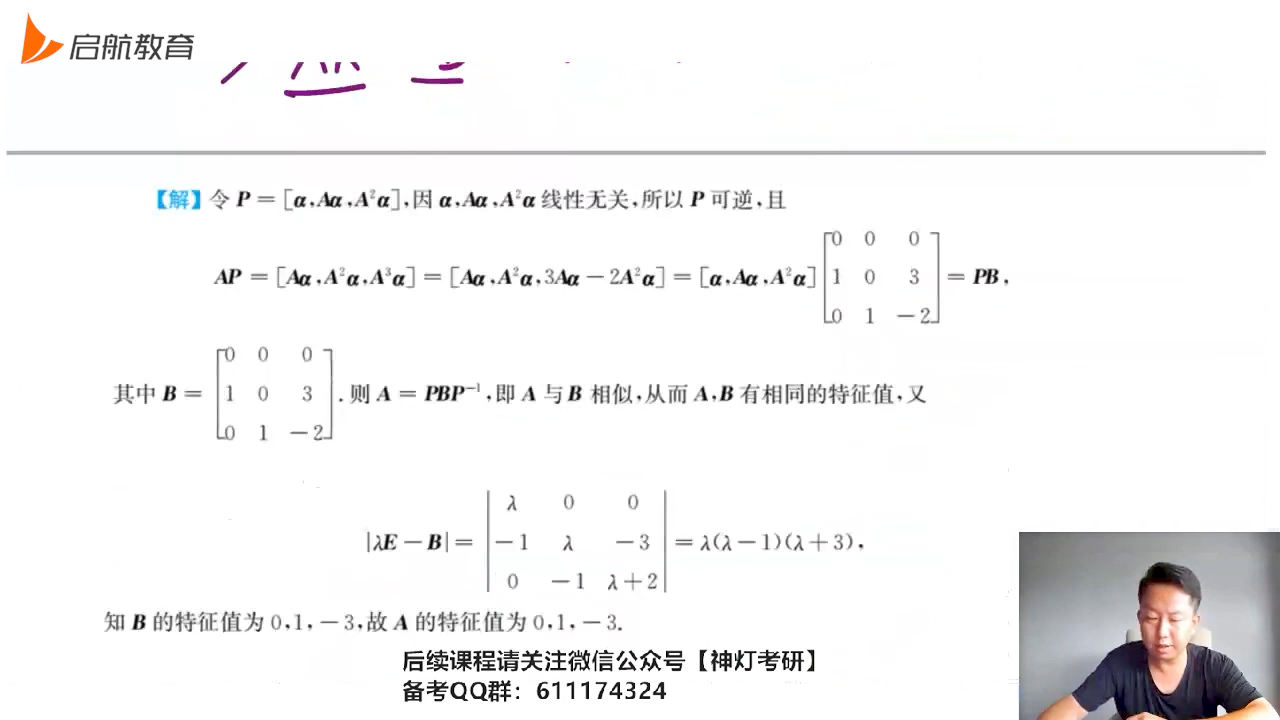 启航教育
【解】令 P = [α,Aα,A²α],因 α,Aα,A²α 线性无关,所以 P 可逆,且
AP = [Aα,A²α,A³α] = [Aα,A²α,3Aα－2A²α] = [α,Aα,A²α] [0 0 0; 1 0 3; 0 1 －2] = PB,
其中 B = [0 0 0; 1 0 3; 0 1 －2]. 则 A = PBP⁻¹,即 A 与 B 相似,从而 A,B 有相同的特征值,又
|λE－B| = |λ 0 0; －1 λ －3; 0 －1 λ＋2| = λ(λ－1)(λ＋3),
知 B 的特征值为 0,1,－3,故 A 的特征值为 0,1,－3.
后续课程请关注微信公众号【神灯考研】
备考QQ群：611174324